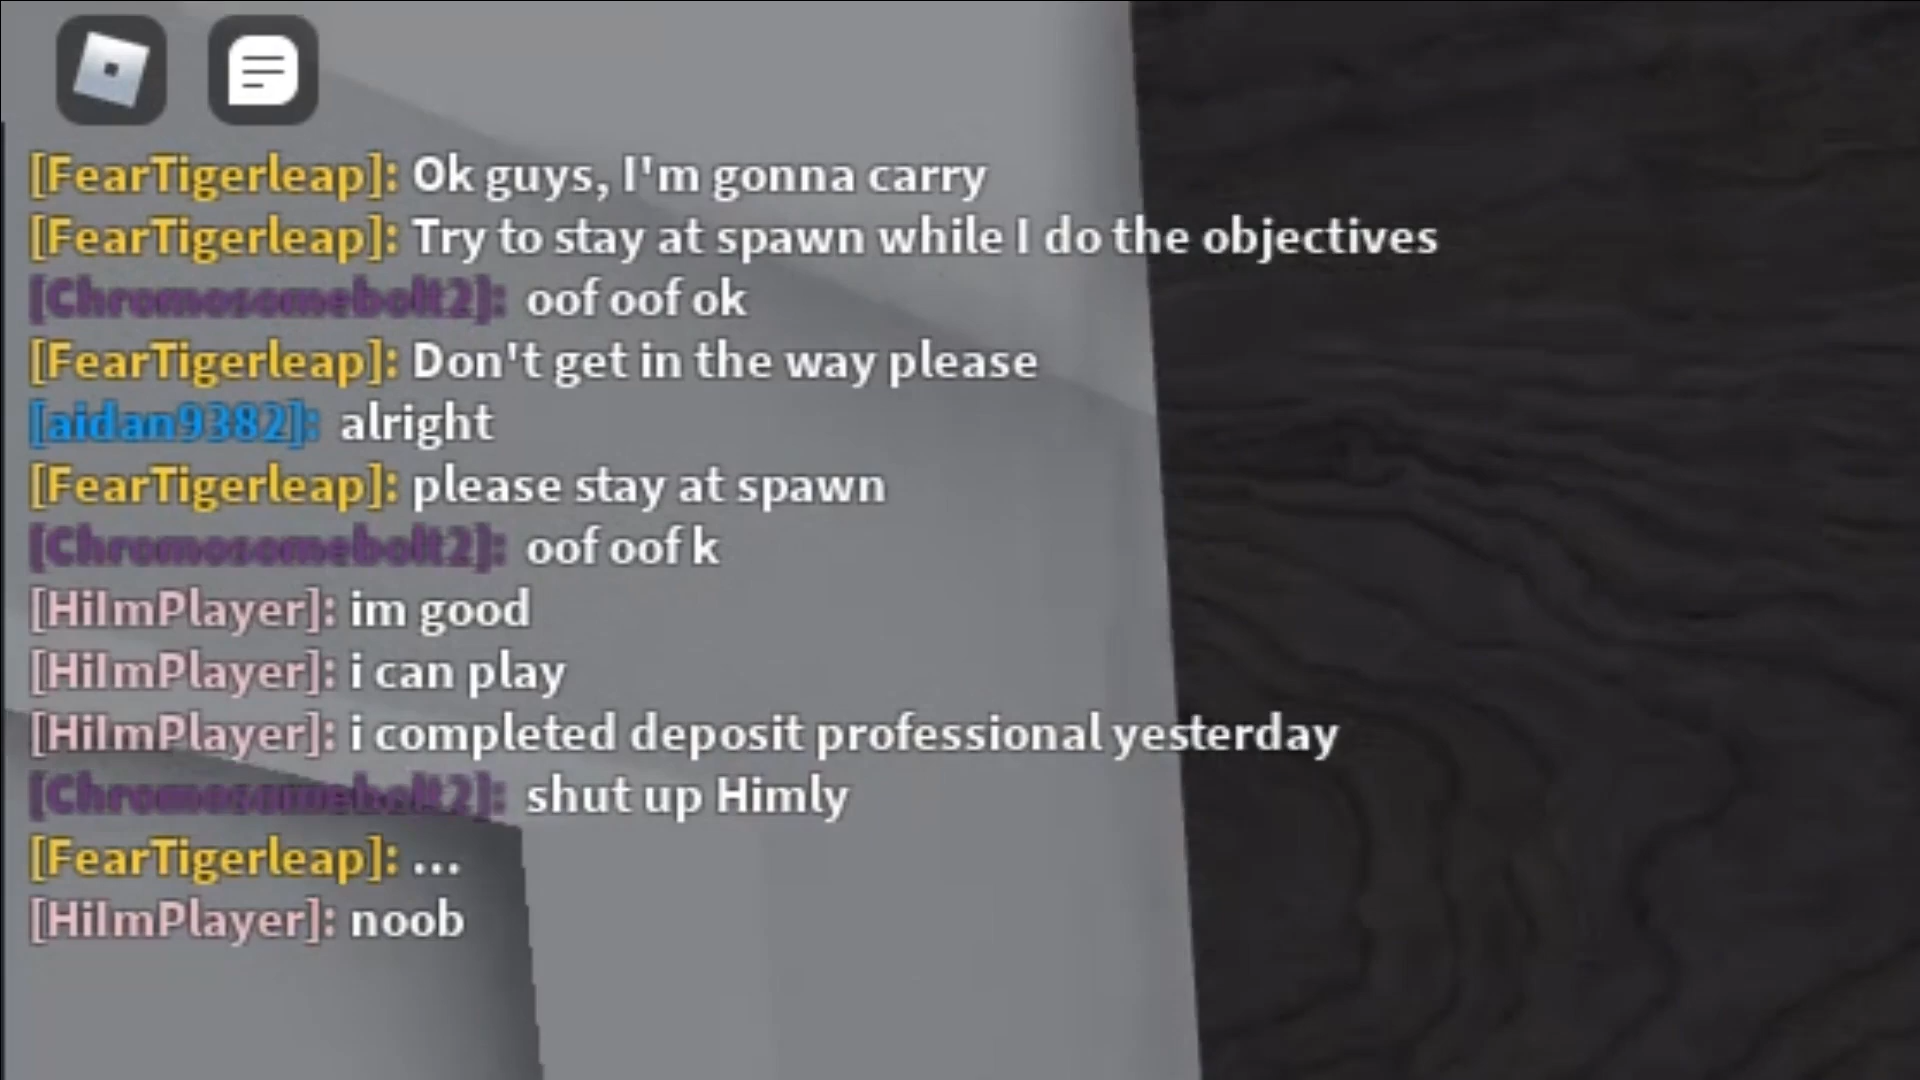 [FearTigerleap]: Ok guys, I'm gonna carry
[FearTigerleap]: Try to stay at spawn while I do the objectives
[Chromosomebolt2]: oof oof ok
[FearTigerleap]: Don't get in the way please
[aidan9382]: alright
[FearTigerleap]: please stay at spawn
[Chromosomebolt2]: oof oof k
[HiImPlayer]: im good
[HiImPlayer]: i can play
[HiImPlayer]: i completed deposit professional yesterday
[Chromosomebolt2]: shut up Himly
[FearTigerleap]: ...
[HiImPlayer]: noob